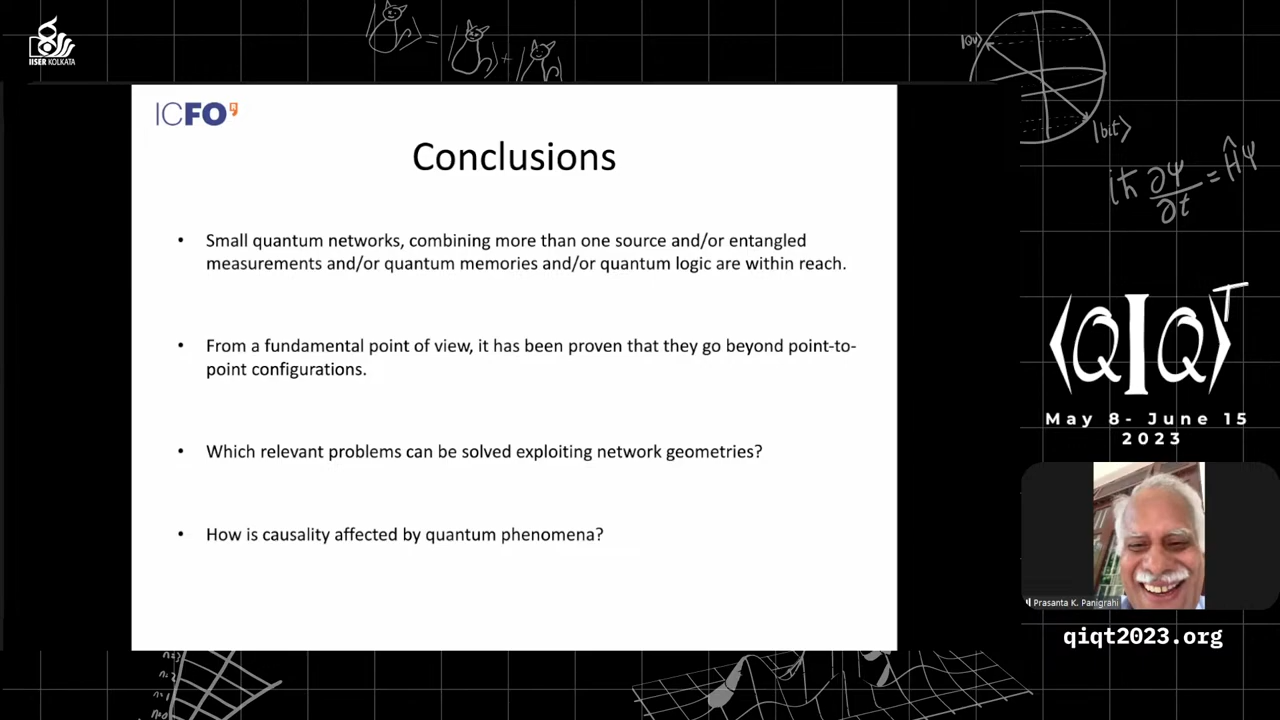 IISER KOLKATA
ICFO
Conclusions
• Small quantum networks, combining more than one source and/or entangled
measurements and/or quantum memories and/or quantum logic are within reach.
• From a fundamental point of view, it has been proven that they go beyond point-to-
point configurations.
• Which relevant problems can be solved exploiting network geometries?
• How is causality affected by quantum phenomena?
|bit⟩
iħ ∂ψ/∂t = Ĥψ
⟨QIQ⟩ᵀ
May 8- June 15
2023
Prasanta K. Panigrahi
qiqt2023.org
n=2
n=1
n=0